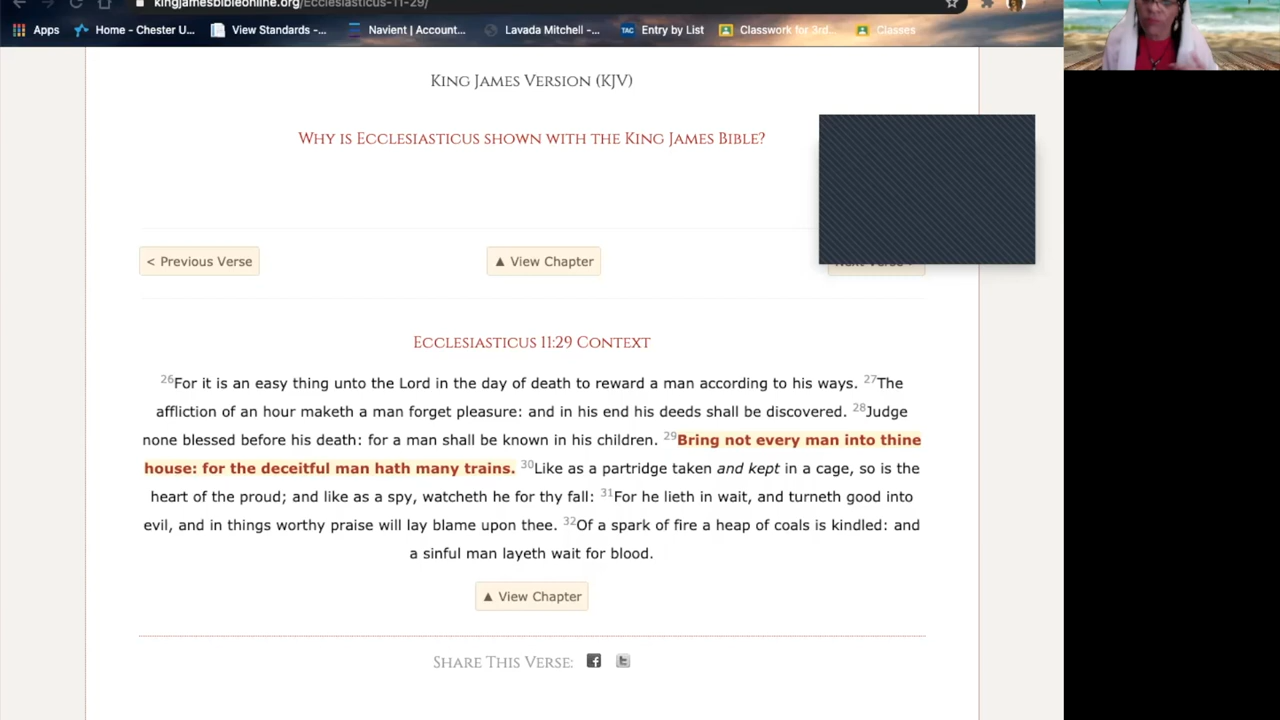 kingjamesbibleonline.org/Ecclesiasticus-11-29/
Apps Home - Chester U... View Standards -... Navient | Account... Lavada Mitchell -... TAC Entry by List Classwork for 3rd... Classes
King James Version (KJV)
Why is Ecclesiasticus shown with the King James Bible?
< Previous Verse ▲ View Chapter Next Verse >
Ecclesiasticus 11:29 Context
26For it is an easy thing unto the Lord in the day of death to reward a man according to his ways. 27The
affliction of an hour maketh a man forget pleasure: and in his end his deeds shall be discovered. 28Judge
none blessed before his death: for a man shall be known in his children. 29Bring not every man into thine
house: for the deceitful man hath many trains. 30Like as a partridge taken and kept in a cage, so is the
heart of the proud; and like as a spy, watcheth he for thy fall: 31For he lieth in wait, and turneth good into
evil, and in things worthy praise will lay blame upon thee. 32Of a spark of fire a heap of coals is kindled: and
a sinful man layeth wait for blood.
▲ View Chapter
Share This Verse: